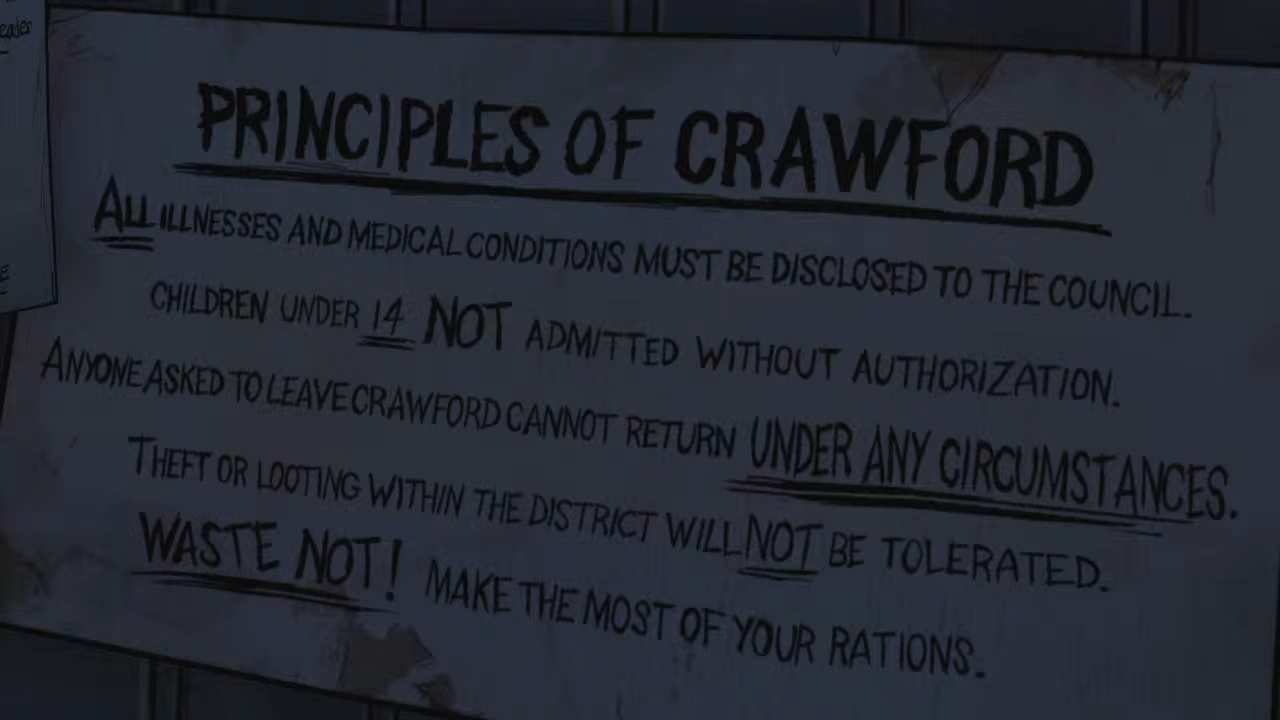 eader
PRINCIPLES OF CRAWFORD
ALL ILLNESSES AND MEDICAL CONDITIONS MUST BE DISCLOSED TO THE COUNCIL.
CHILDREN UNDER 14 NOT ADMITTED WITHOUT AUTHORIZATION.
ANYONE ASKED TO LEAVE CRAWFORD CANNOT RETURN UNDER ANY CIRCUMSTANCES.
THEFT OR LOOTING WITHIN THE DISTRICT WILL NOT BE TOLERATED.
WASTE NOT! MAKE THE MOST OF YOUR RATIONS.